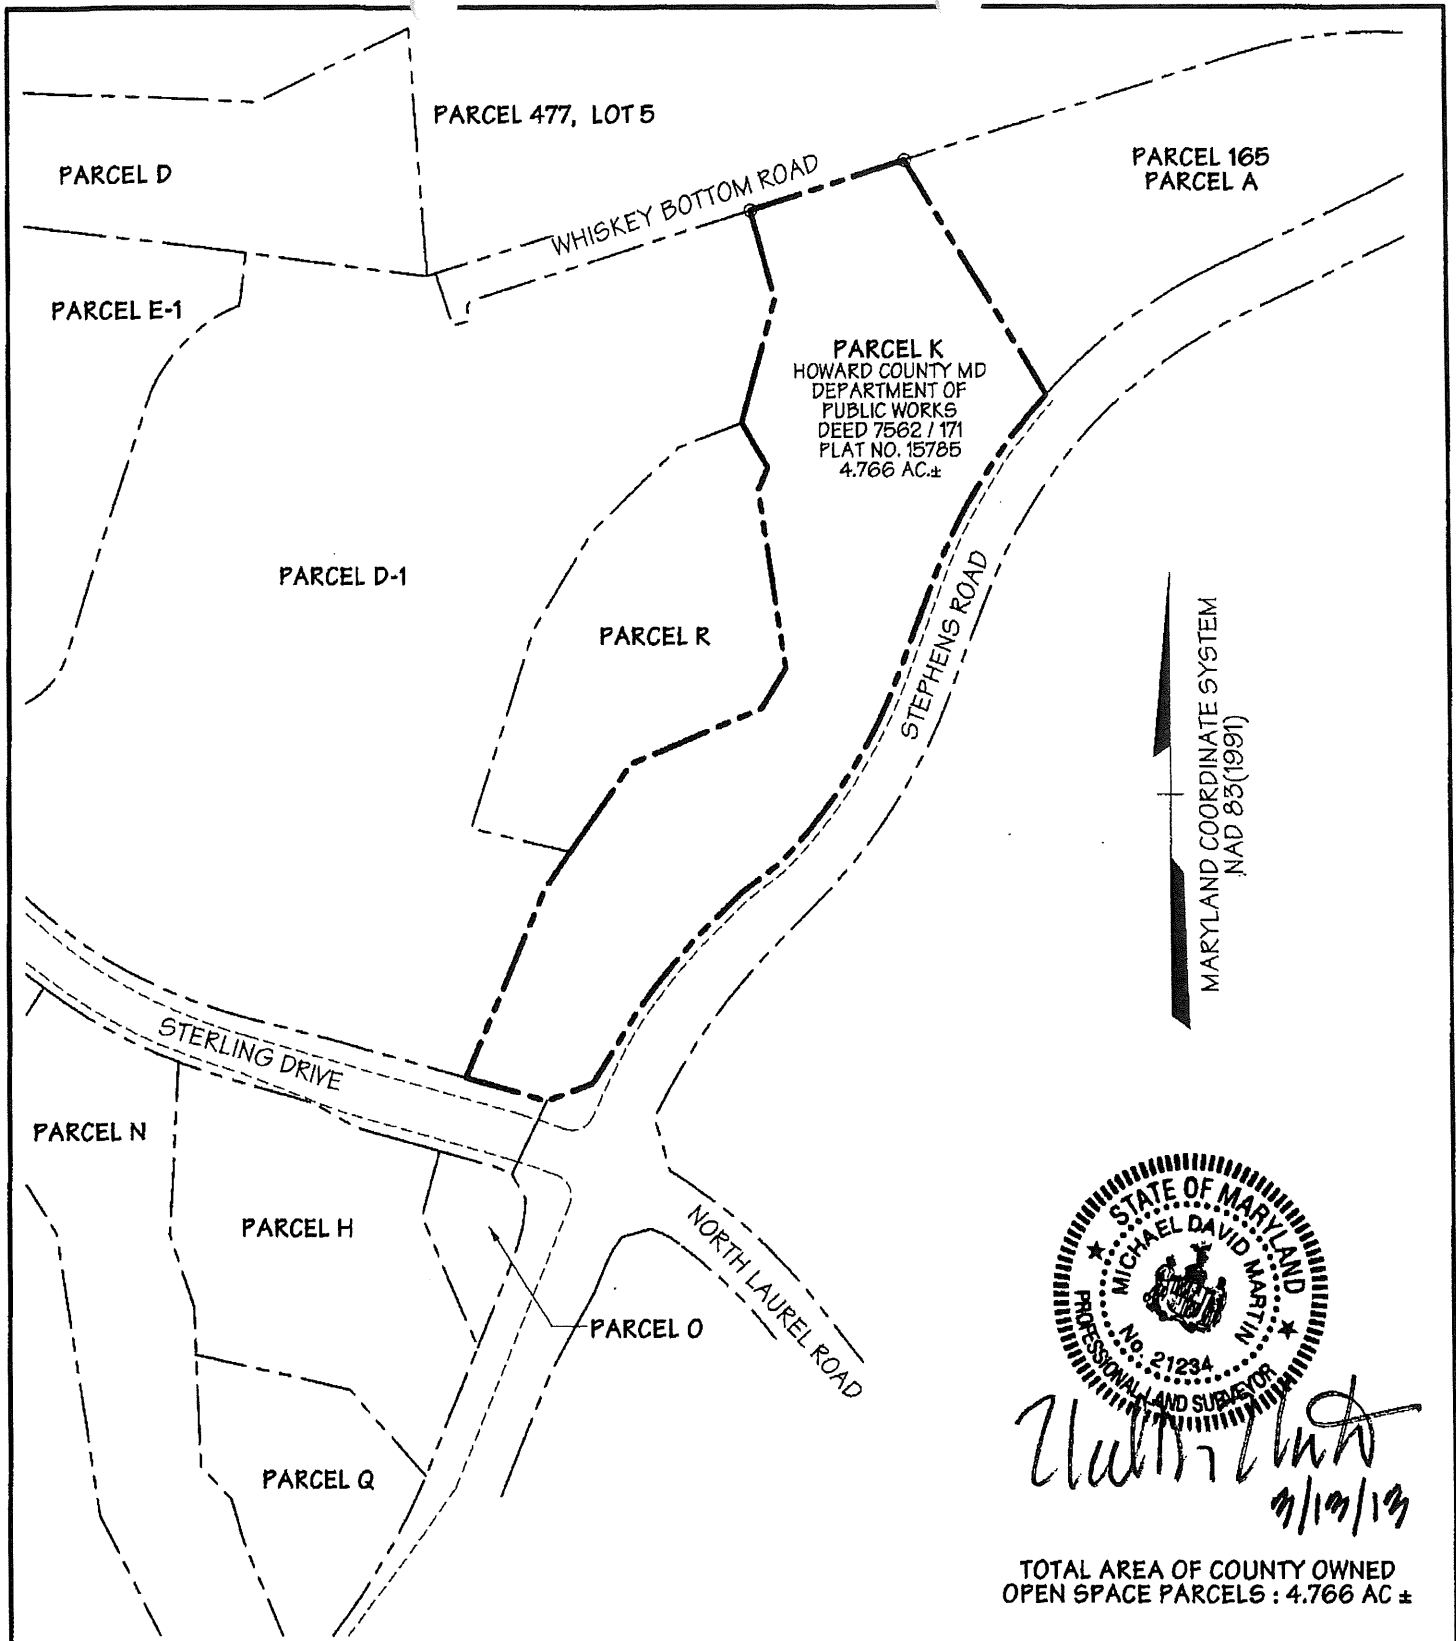 PARCEL 477, LOT 5
PARCEL D
WHISKEY BOTTOM ROAD
PARCEL 165
PARCEL A
PARCEL E-1
PARCEL K
HOWARD COUNTY MD
DEPARTMENT OF
PUBLIC WORKS
DEED 7562 / 171
PLAT NO. 15785
4.766 AC.±
PARCEL D-1
PARCEL R
STEPHENS ROAD
MARYLAND COORDINATE SYSTEM
NAD 83(1991)
STERLING DRIVE
PARCEL N
PARCEL H
NORTH LAUREL ROAD
PARCEL O
PARCEL Q
STATE OF MARYLAND
MICHAEL DAVID MARTIN
No. 21234
PROFESSIONAL LAND SURVEYOR
3/13/13
TOTAL AREA OF COUNTY OWNED
OPEN SPACE PARCELS : 4.766 AC ±